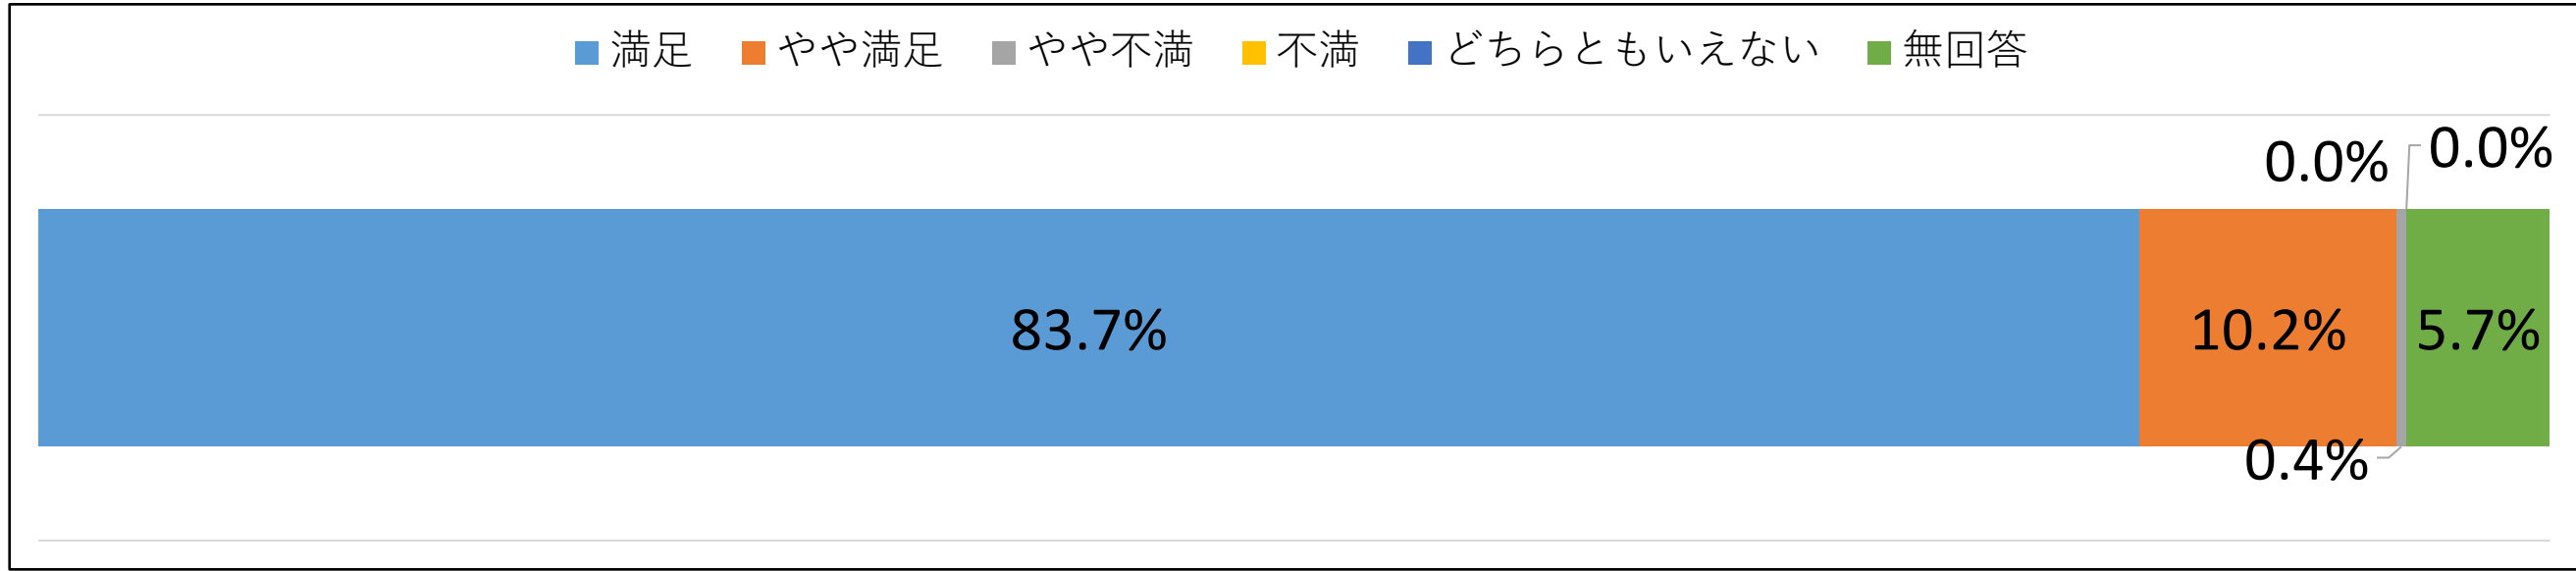 満足 やや満足 やや不満 不満 どちらともいえない 無回答
0.0% 0.0%
83.7% 10.2% 5.7%
0.4%